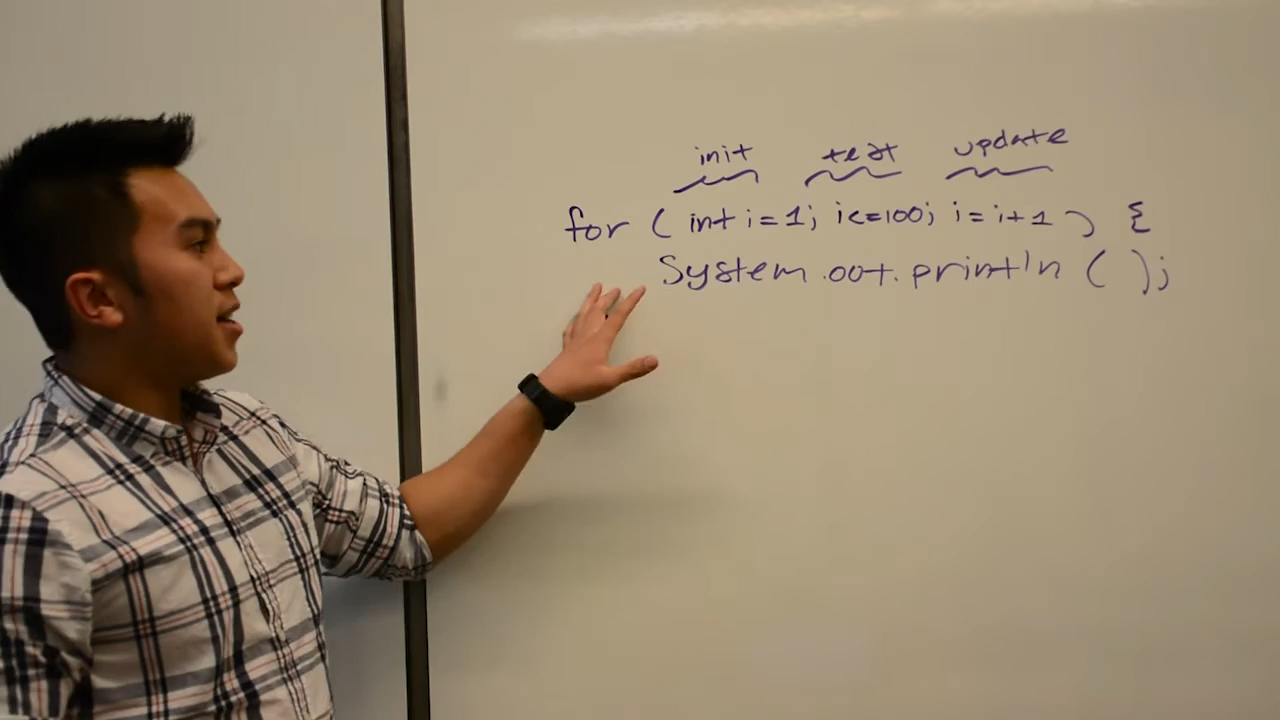 init test update
for ( int i = 1; i<=100; i = i+1 ) {
System.out.println ( );